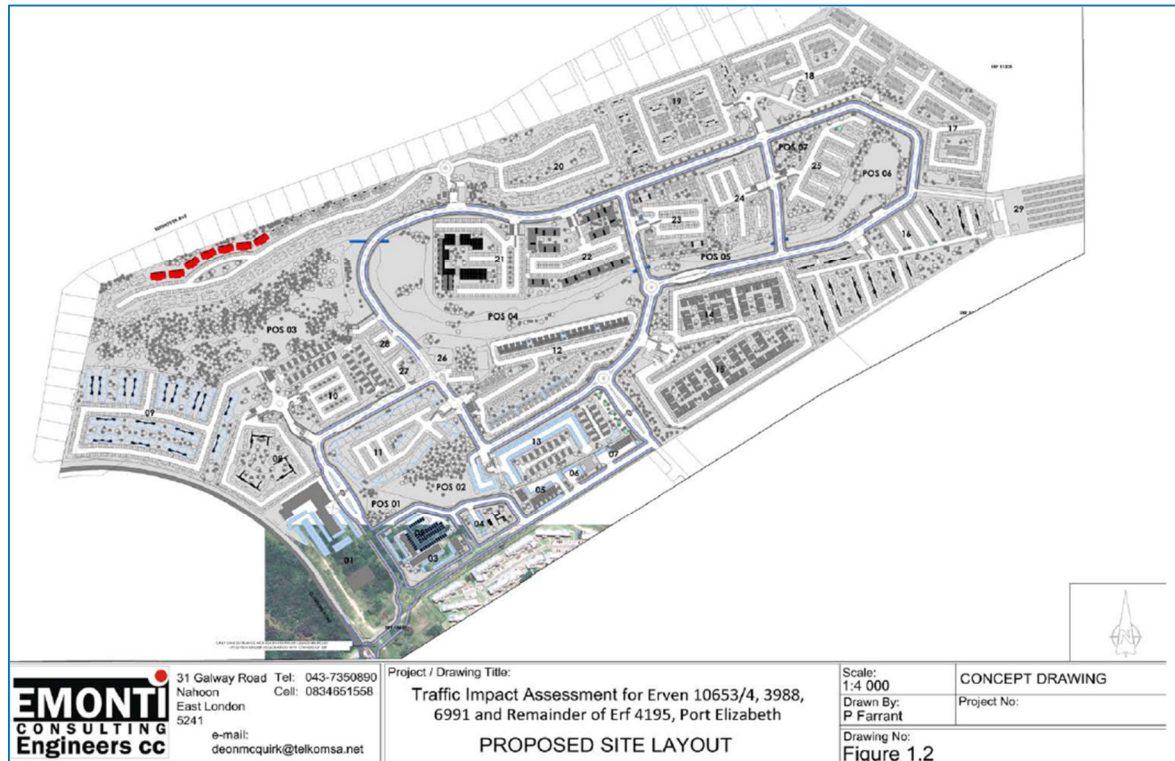 18
19
17
20
POS 07
25
POS 06
24
23
29
16
21
22
POS 05
POS 04
POS 03
14
12
28
26
27
15
10
09
13
11
08
07
06
POS 02
05
POS 01
04
03
01
EMONTi
CONSULTING
Engineers cc
31 Galway Road
Nahoon
East London
5241
Tel: 043-7350890
Cell: 0834651558
e-mail:
deonmcquirk@telkomsa.net
Project / Drawing Title:
Traffic Impact Assessment for Erven 10653/4, 3988,
6991 and Remainder of Erf 4195, Port Elizabeth
PROPOSED SITE LAYOUT
Scale:
1:4 000
Drawn By:
P Farrant
CONCEPT DRAWING
Project No:
Drawing No:
Figure 1.2